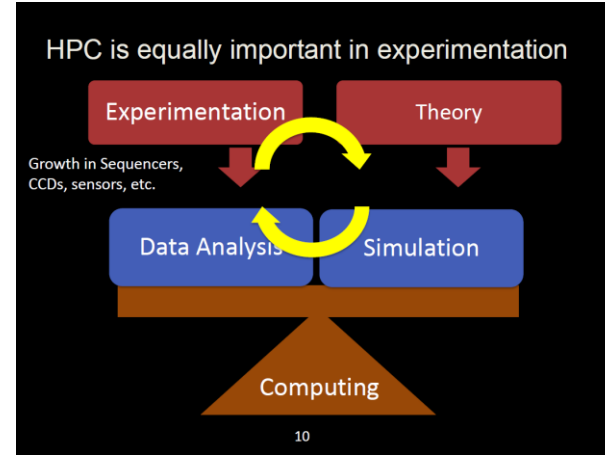 HPC is equally important in experimentation
Experimentation
Theory
Growth in Sequencers,
CCDs, sensors, etc.
Data Analysis
Simulation
Computing
10